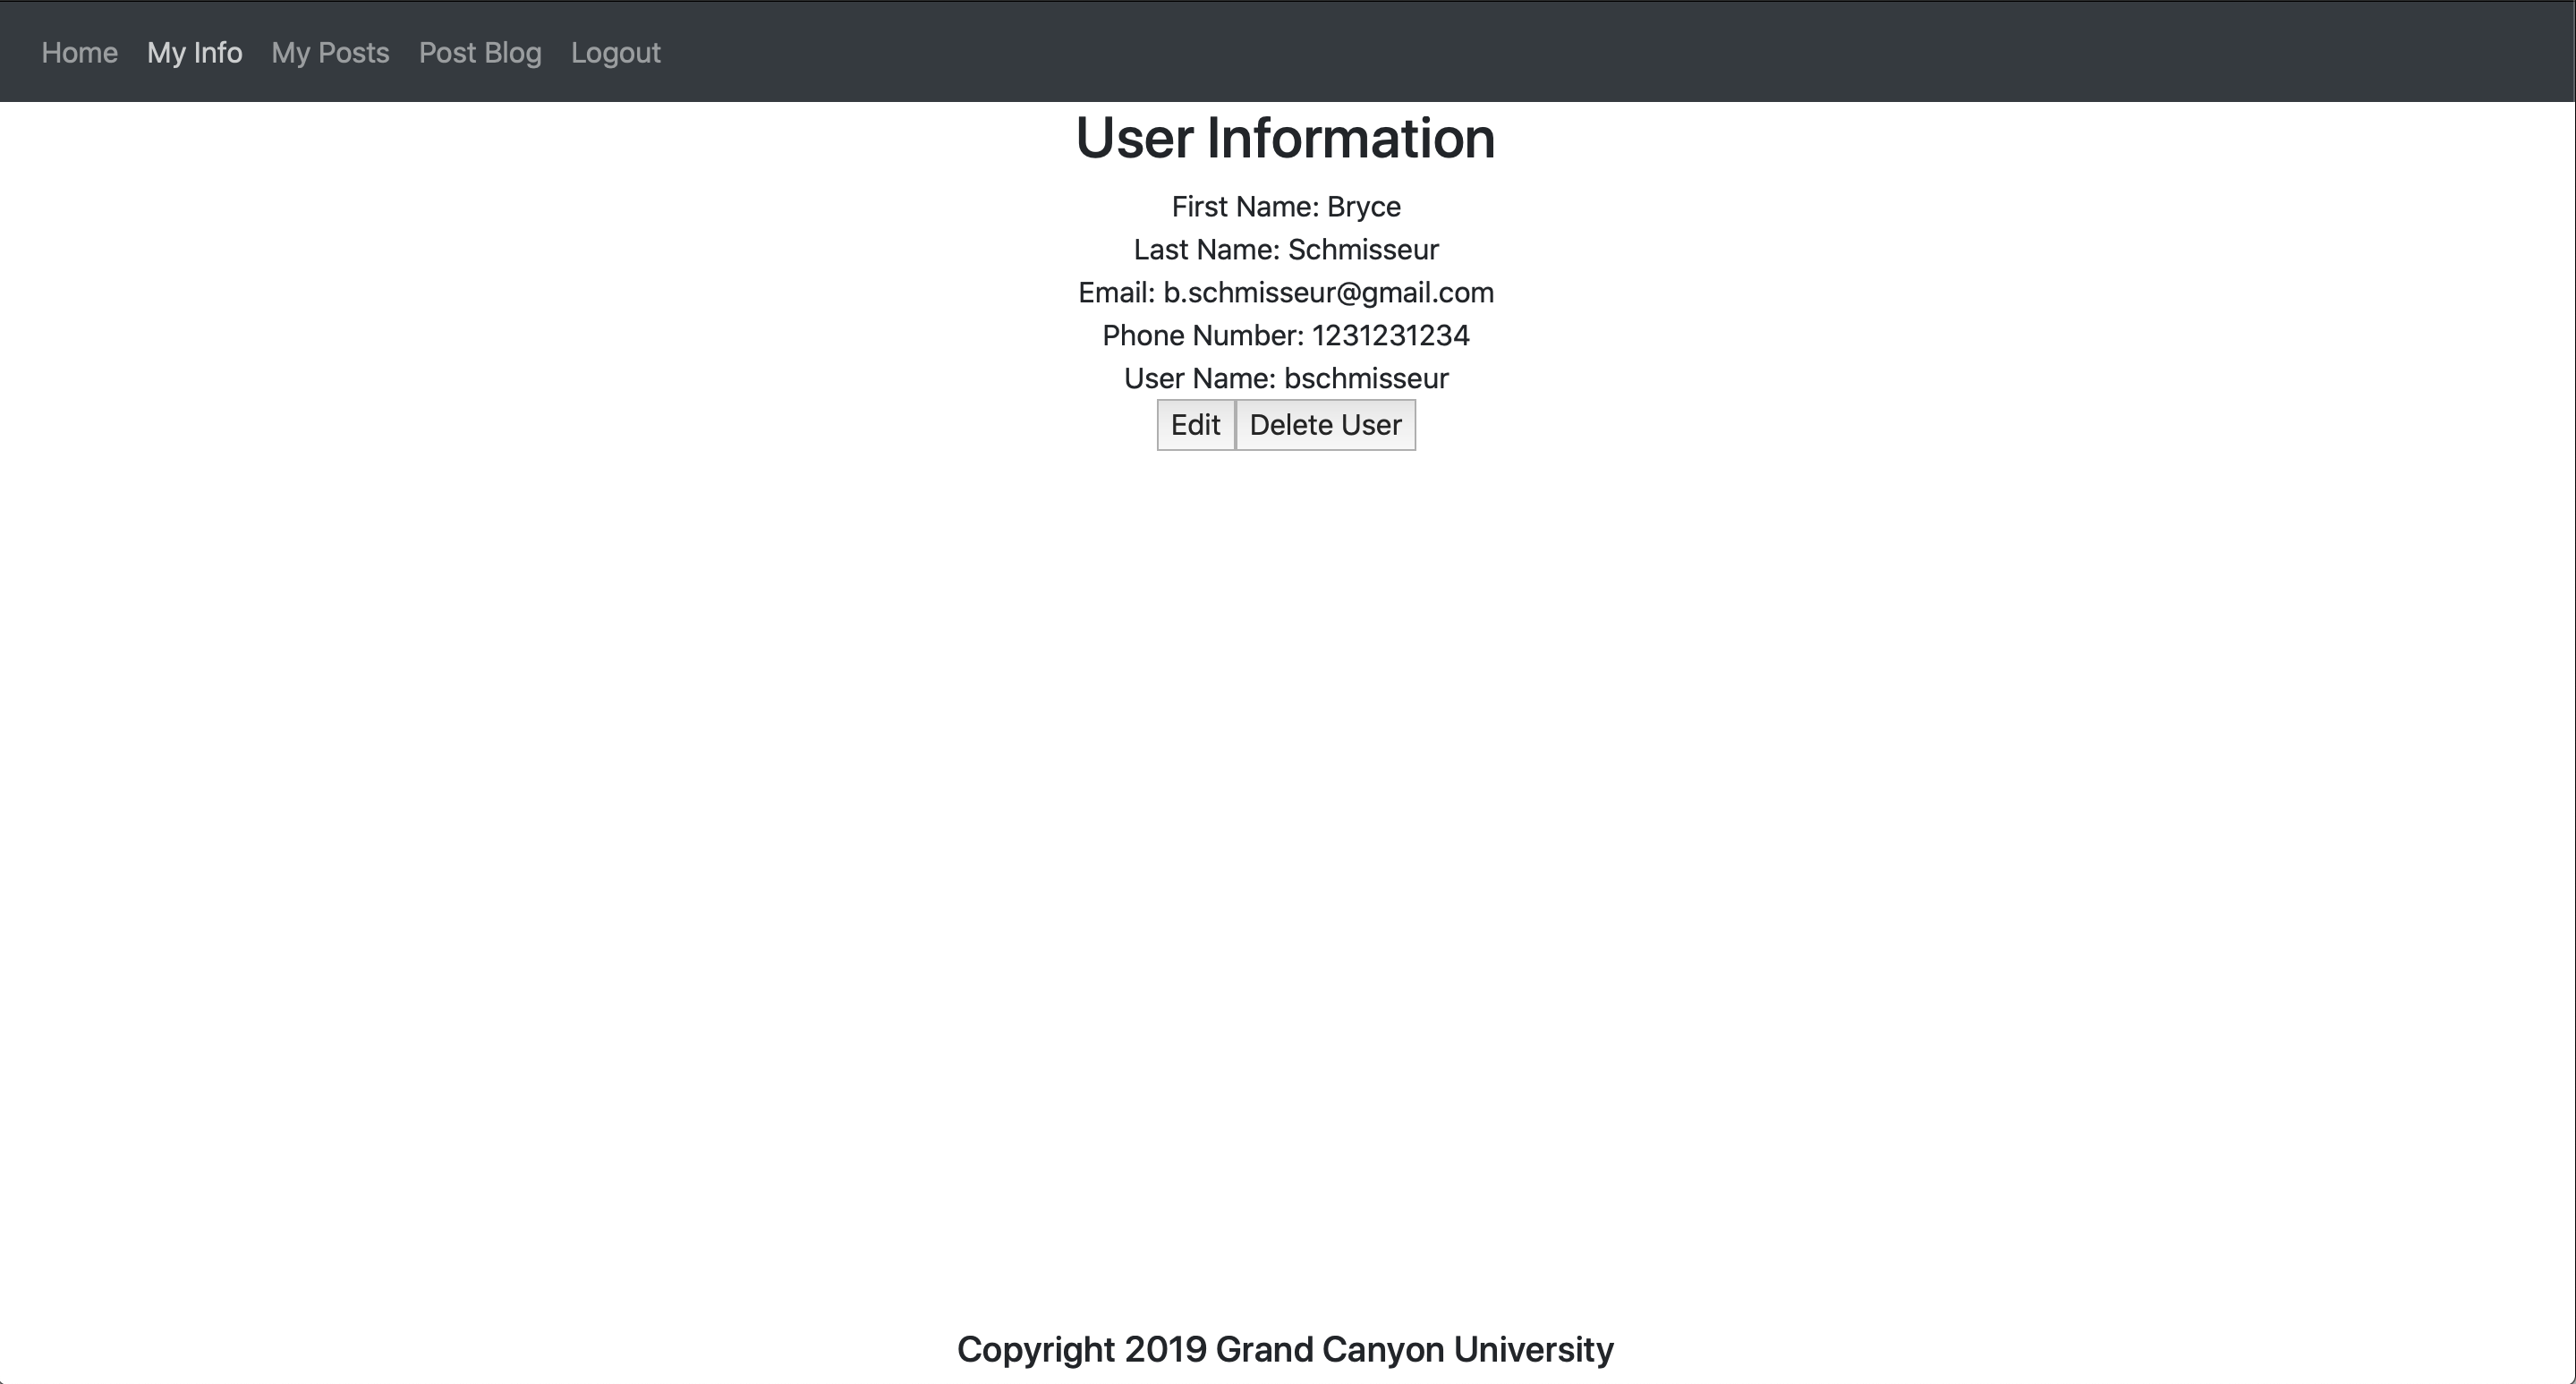 Home My Info My Posts Post Blog Logout
User Information
First Name: Bryce
Last Name: Schmisseur
Email: b.schmisseur@gmail.com
Phone Number: 1231231234
User Name: bschmisseur
Edit Delete User
Copyright 2019 Grand Canyon University